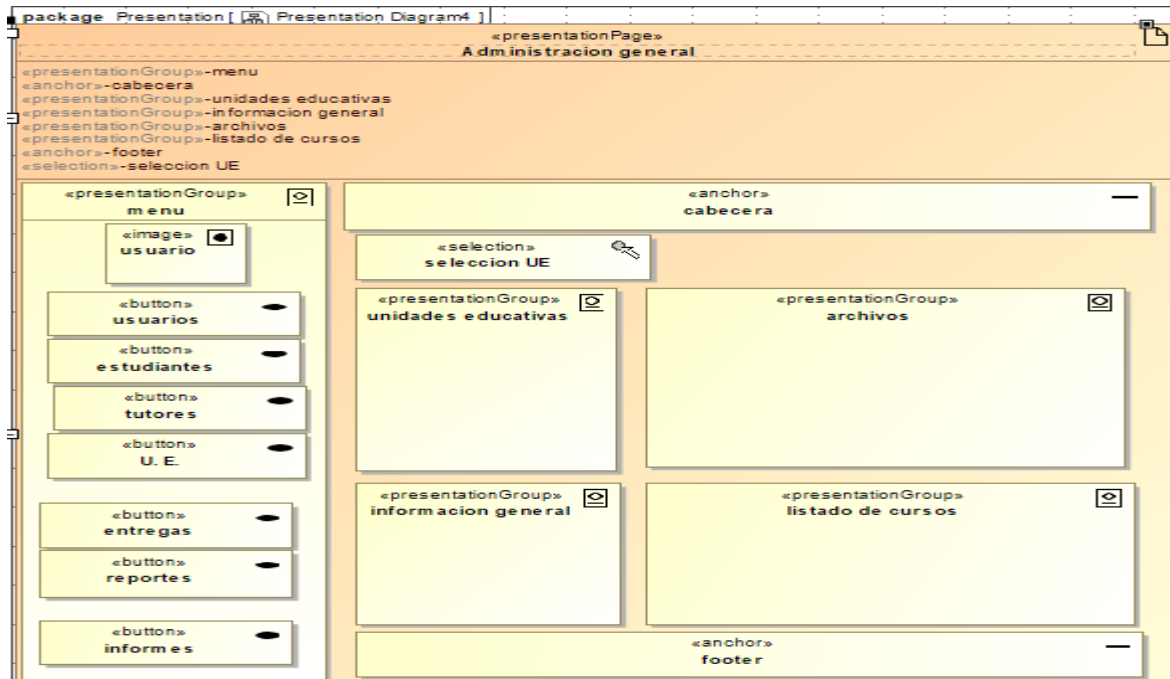 package Presentation [ Presentation Diagram4 ]
«presentationPage»
Administracion general
«presentationGroup»-menu
«anchor»-cabecera
«presentationGroup»-unidades educativas
«presentationGroup»-informacion general
«presentationGroup»-archivos
«presentationGroup»-listado de cursos
«anchor»-footer
«selection»-seleccion UE
«presentationGroup»
menu
«image»
usuario
«button»
usuarios
«button»
estudiantes
«button»
tutores
«button»
U. E.
«button»
entregas
«button»
reportes
«button»
informes
«anchor»
cabecera
«selection»
seleccion UE
«presentationGroup»
unidades educativas
«presentationGroup»
archivos
«presentationGroup»
informacion general
«presentationGroup»
listado de cursos
«anchor»
footer